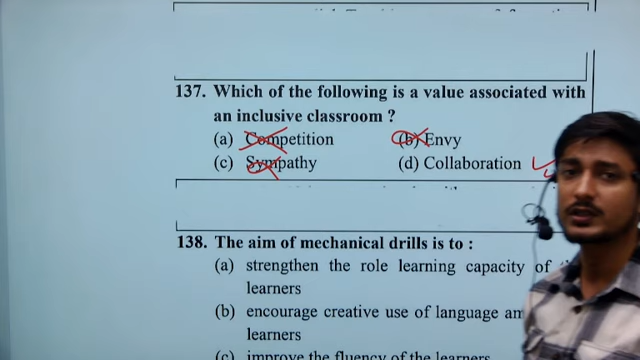 137. Which of the following is a value associated with
an inclusive classroom ?
(a) Competition (b) Envy
(c) Sympathy (d) Collaboration
138. The aim of mechanical drills is to :
(a) strengthen the role learning capacity of
learners
(b) encourage creative use of language
learners
(c) improve the fluency of the learners